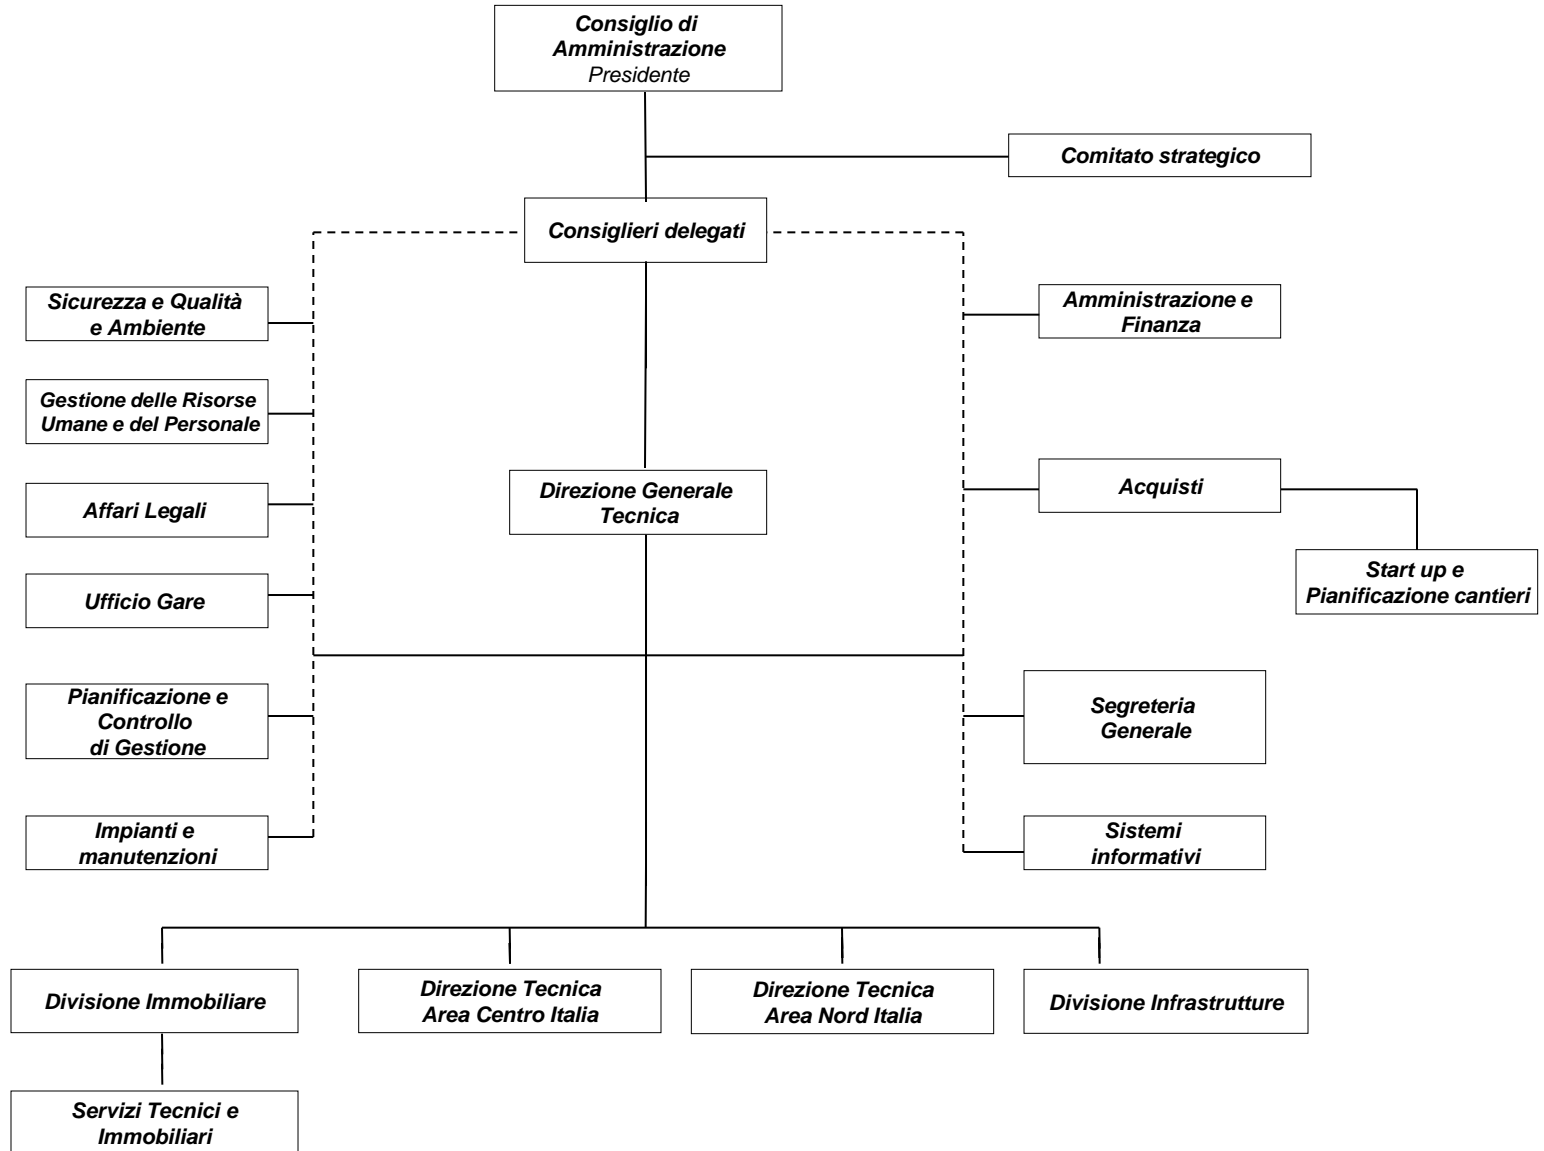 Consiglio di
Amministrazione
Presidente
Comitato strategico
Consiglieri delegati
Sicurezza e Qualità
e Ambiente
Amministrazione e
Finanza
Gestione delle Risorse
Umane e del Personale
Direzione Generale
Tecnica
Acquisti
Affari Legali
Start up e
Pianificazione cantieri
Ufficio Gare
Pianificazione e
Controllo
di Gestione
Segreteria
Generale
Impianti e
manutenzioni
Sistemi
informativi
Divisione Immobiliare
Direzione Tecnica
Area Centro Italia
Direzione Tecnica
Area Nord Italia
Divisione Infrastrutture
Servizi Tecnici e
Immobiliari